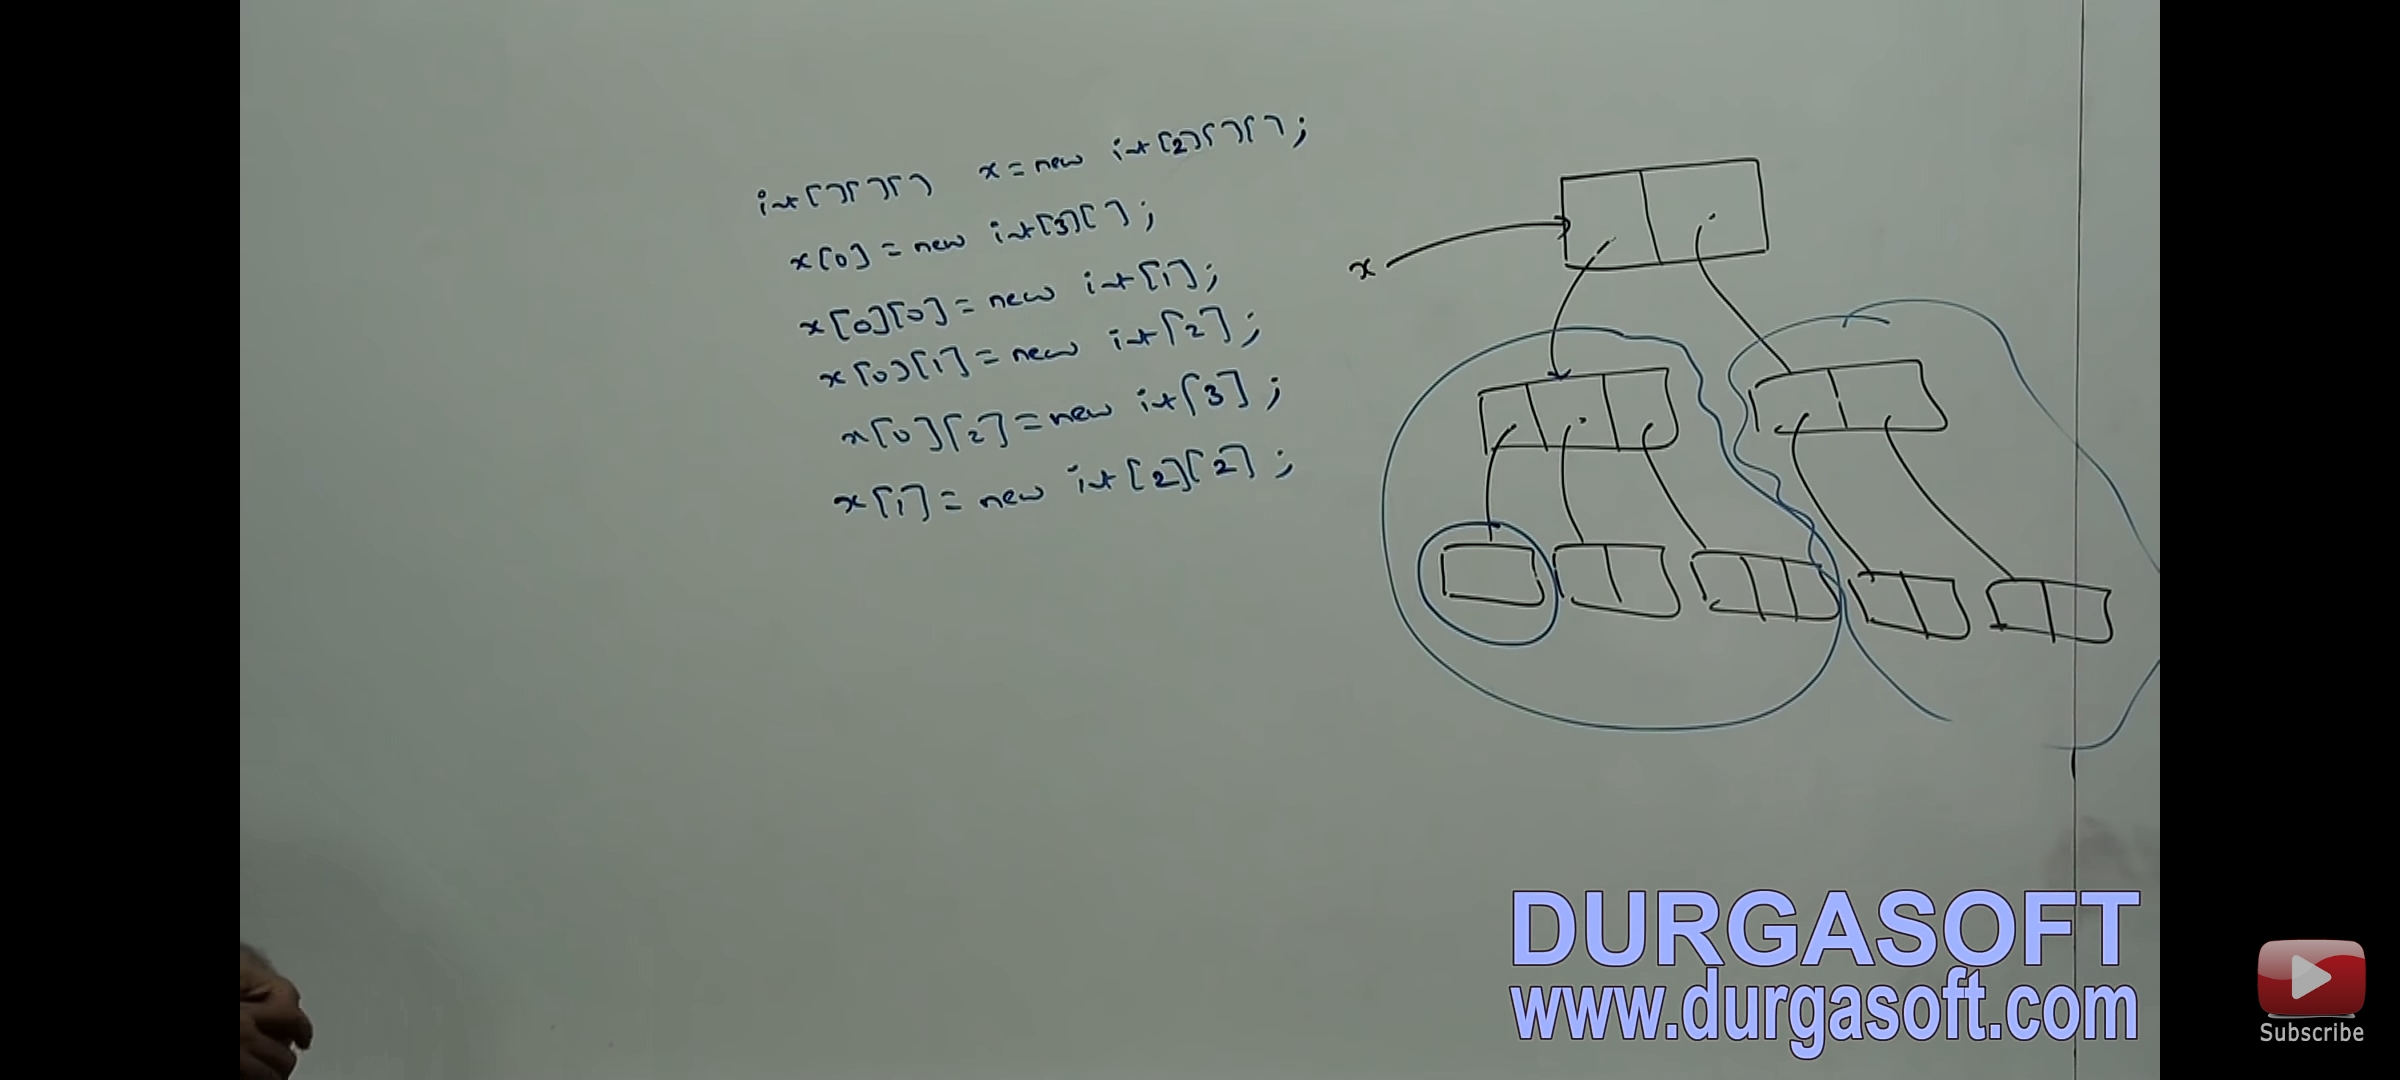 int[][][] x = new int[2][][];
x[0] = new int[3][];
x[0][0] = new int[1];
x[0][1] = new int[2];
x[0][2] = new int[3];
x[1] = new int[2][2];
x
DURGASOFT
www.durgasoft.com
Subscribe